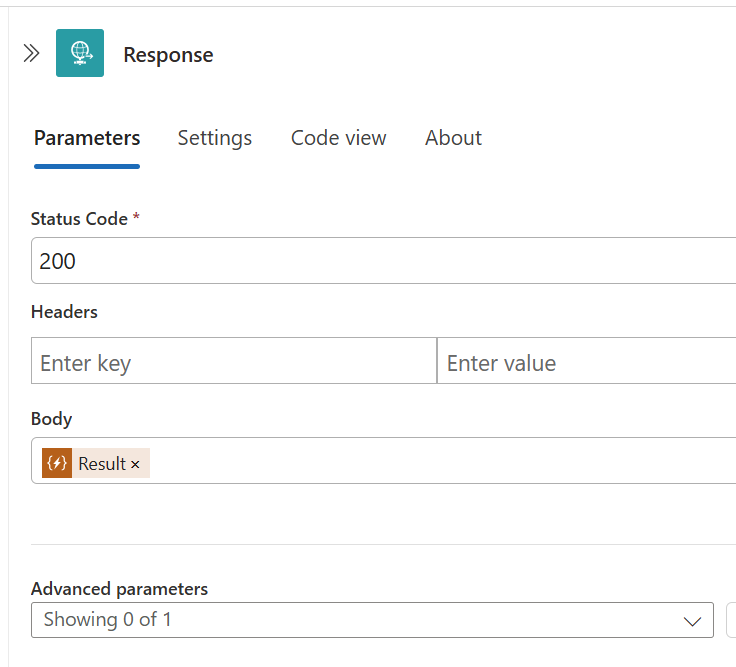 Response
Parameters Settings Code view About
Status Code *
200
Headers
Enter key Enter value
Body
{⚡} Result ×
Advanced parameters
Showing 0 of 1